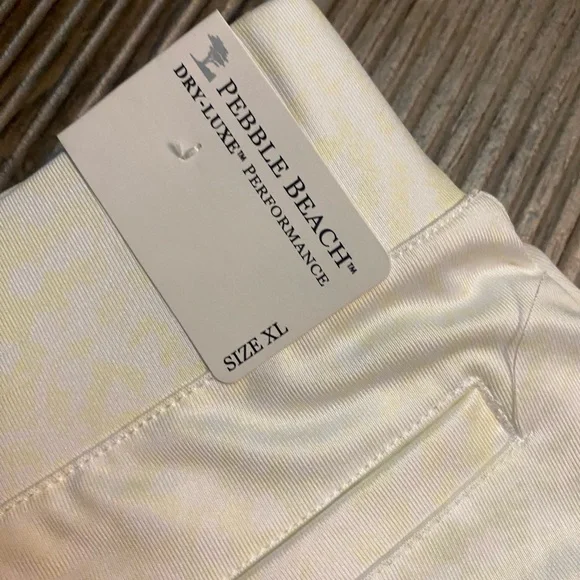 PEBBLE BEACH™
DRY-LUXE™ PERFORMANCE
SIZE XL